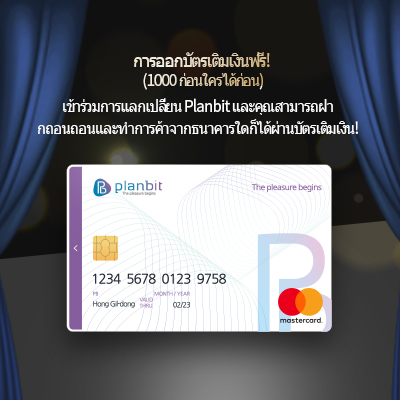 การออกบัตรเติมเงินฟรี!
(1000 ก่อนใครได้ก่อน)
เข้าร่วมการแลกเปลี่ยน Planbit และคุณสามารถฝา
กถอนถอนและทำการค้าจากธนาคารใดก็ได้ผ่านบัตรเติมเงิน!
planbit
The pleasure begins
The pleasure begins
1234 5678 0123 9758
MONTH / YEAR
Hong Gil-dong
VALID
THRU
02/23
mastercard.